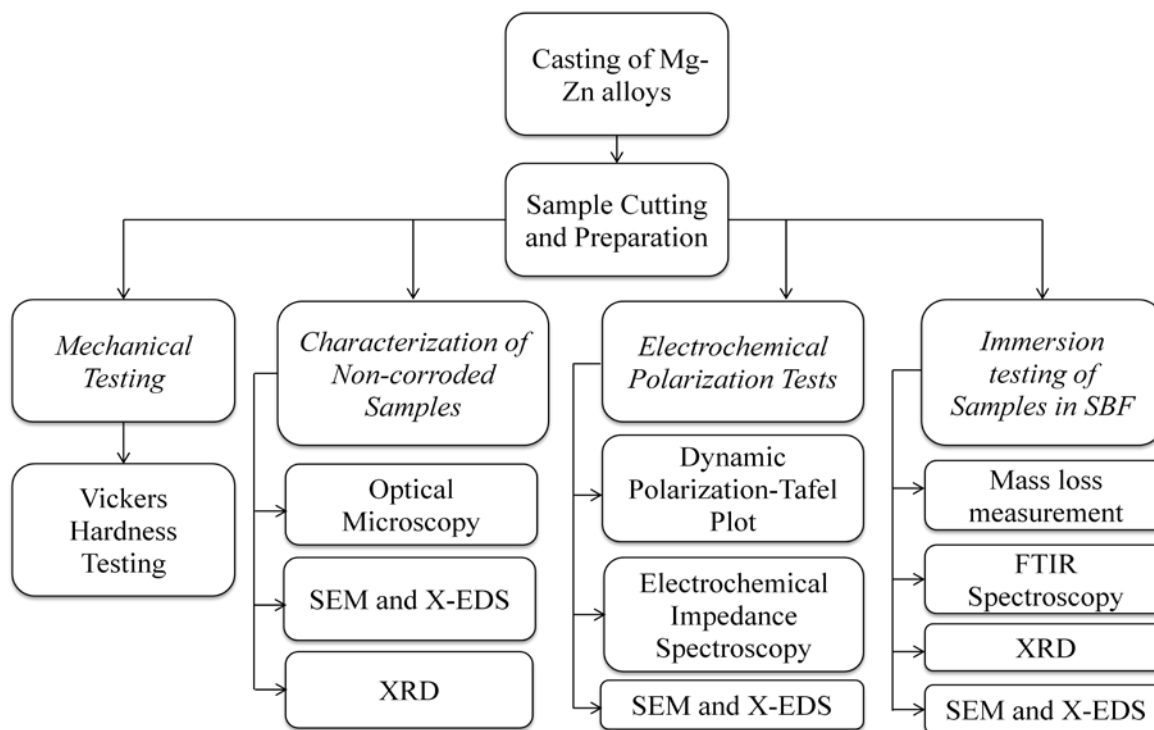 Casting of Mg-
Zn alloys
Sample Cutting
and Preparation
Mechanical
Testing
Vickers
Hardness
Testing
Characterization of
Non-corroded
Samples
Optical
Microscopy
SEM and X-EDS
XRD
Electrochemical
Polarization Tests
Dynamic
Polarization-Tafel
Plot
Electrochemical
Impedance
Spectroscopy
SEM and X-EDS
Immersion
testing of
Samples in SBF
Mass loss
measurement
FTIR
Spectroscopy
XRD
SEM and X-EDS